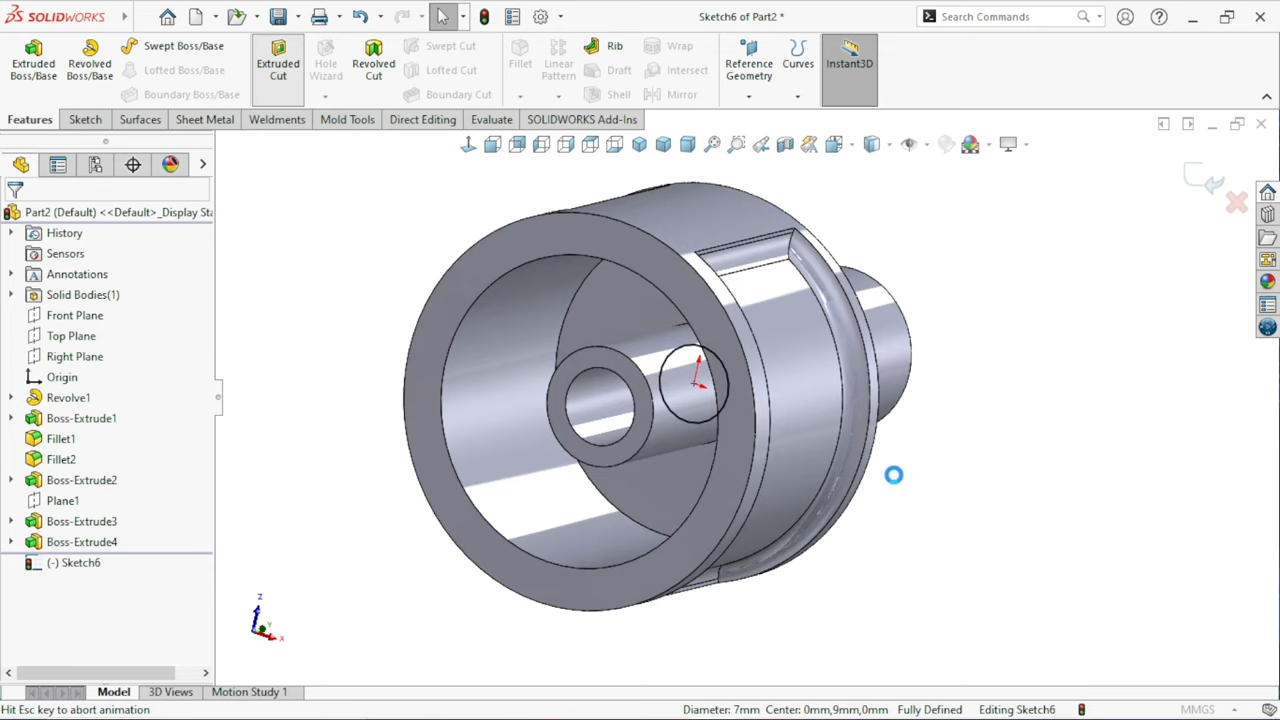 SOLIDWORKS
Sketch6 of Part2 *
Search Commands
Extruded Boss/Base
Revolved Boss/Base
Swept Boss/Base
Lofted Boss/Base
Boundary Boss/Base
Extruded Cut
Hole Wizard
Revolved Cut
Swept Cut
Lofted Cut
Boundary Cut
Fillet
Linear Pattern
Rib
Draft
Shell
Wrap
Intersect
Mirror
Reference Geometry
Curves
Instant3D
Features
Sketch
Surfaces
Sheet Metal
Weldments
Mold Tools
Direct Editing
Evaluate
SOLIDWORKS Add-Ins
Part2 (Default) <<Default>_Display Sta
History
Sensors
Annotations
Solid Bodies(1)
Front Plane
Top Plane
Right Plane
Origin
Revolve1
Boss-Extrude1
Fillet1
Fillet2
Boss-Extrude2
Plane1
Boss-Extrude3
Boss-Extrude4
(-) Sketch6
Z
Y
X
Model
3D Views
Motion Study 1
Hit Esc key to abort animation
Diameter: 7mm Center: 0mm,9mm,0mm
Fully Defined
Editing Sketch6
MMGS